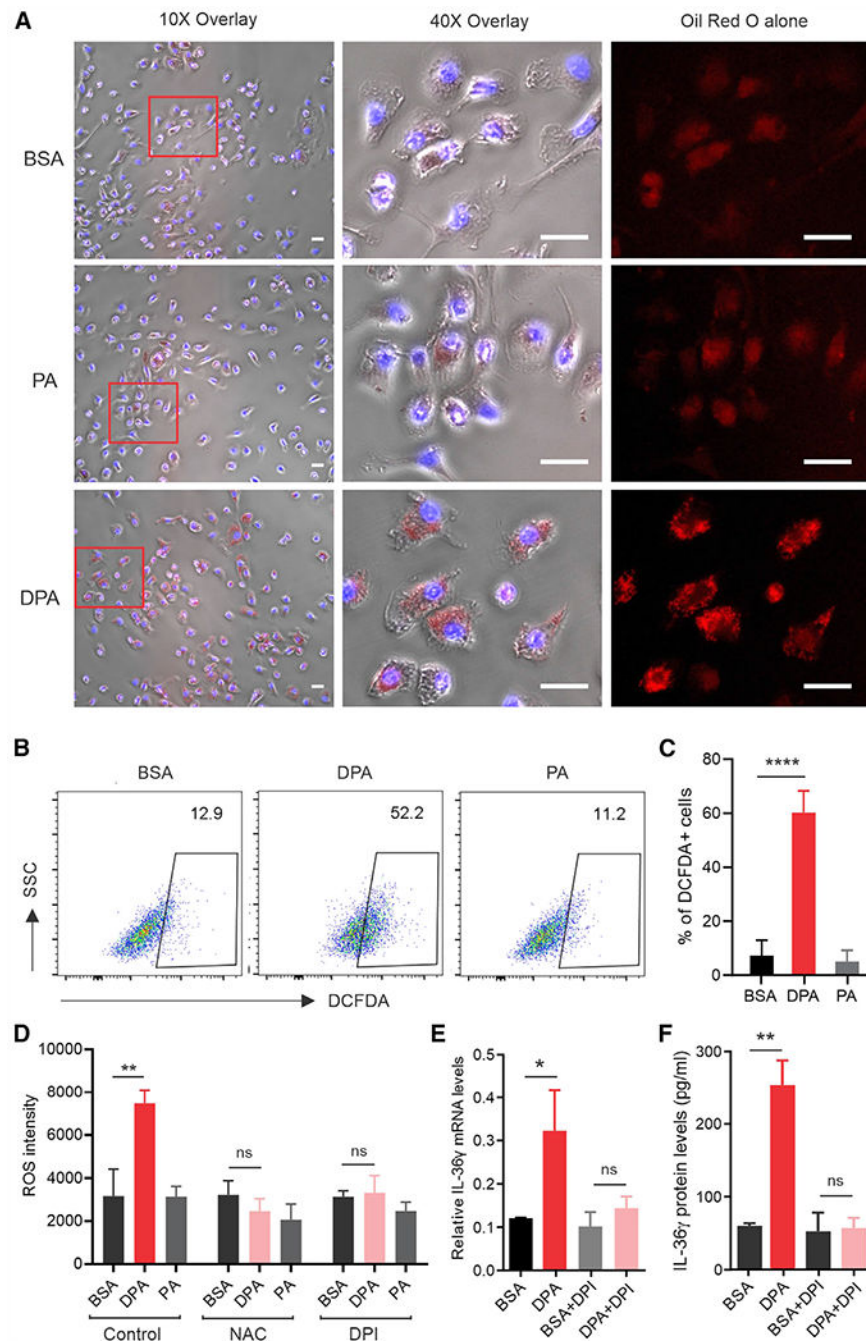 A
10X Overlay
40X Overlay
Oil Red O alone
BSA
PA
DPA
B
BSA
DPA
PA
12.9
52.2
11.2
SSC
DCFDA
C
% of DCFDA+ cells
80
60
40
20
0
****
BSA
DPA
PA
D
ROS intensity
10000
8000
6000
4000
2000
0
**
ns
ns
BSA
DPA
PA
BSA
DPA
PA
BSA
DPA
PA
Control
NAC
DPI
E
Relative IL-36γ mRNA levels
0.5
0.4
0.3
0.2
0.1
0.0
*
ns
BSA
DPA
BSA+DPI
DPA+DPI
F
IL-36γ protein levels (pg/ml)
300
200
100
0
**
ns
BSA
DPA
BSA+DPI
DPA+DPI